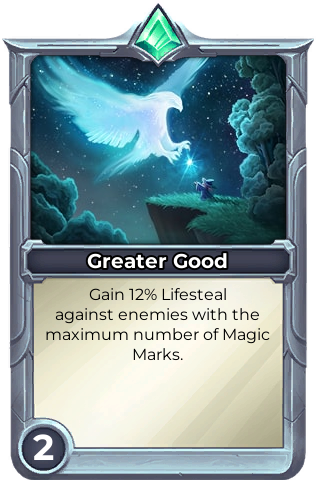 Greater Good
Gain 12% Lifesteal
against enemies with the
maximum number of Magic
Marks.
2